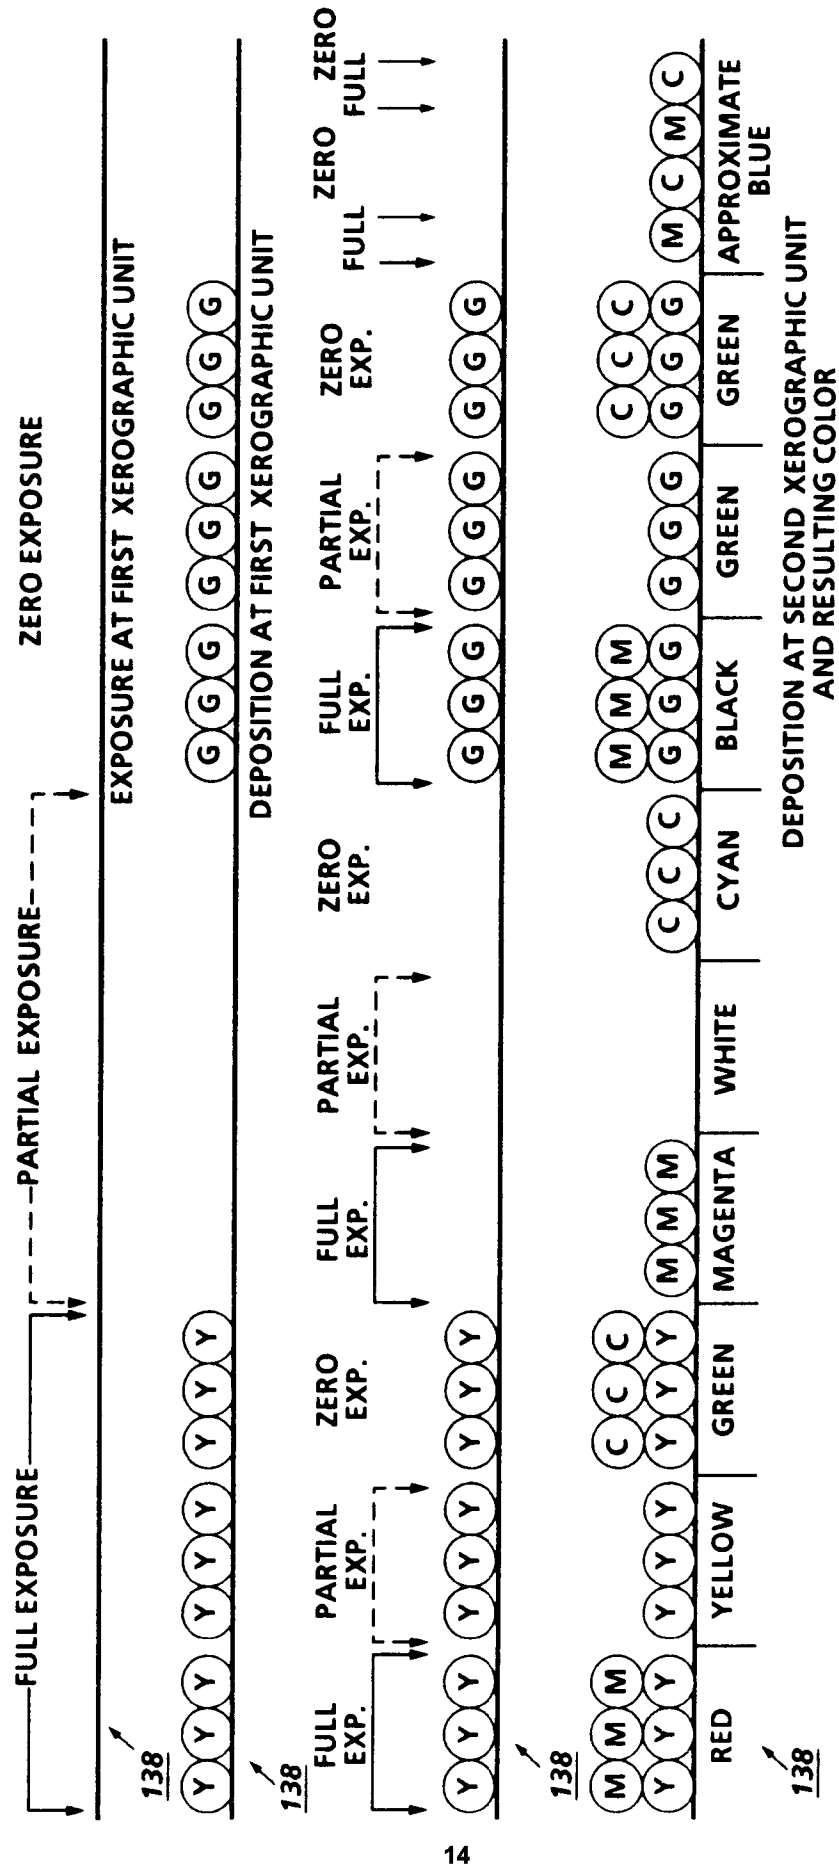 FULL EXPOSURE PARTIAL EXPOSURE ZERO EXPOSURE
138 EXPOSURE AT FIRST XEROGRAPHIC UNIT
Y Y Y Y Y Y Y Y Y G G G G G G G G G
138 DEPOSITION AT FIRST XEROGRAPHIC UNIT
FULL EXP. PARTIAL EXP. ZERO EXP. FULL EXP. PARTIAL EXP. ZERO EXP. FULL EXP. PARTIAL EXP. ZERO EXP. FULL ZERO FULL ZERO
Y Y Y Y Y Y Y Y Y G G G G G G G G G
138
M M M C C C M M M C C C
Y Y Y Y Y Y Y Y Y M M M C C C G G G G G G G G G M C M C
RED YELLOW GREEN MAGENTA WHITE CYAN BLACK GREEN GREEN APPROXIMATE
BLUE
138 DEPOSITION AT SECOND XEROGRAPHIC UNIT
AND RESULTING COLOR
14